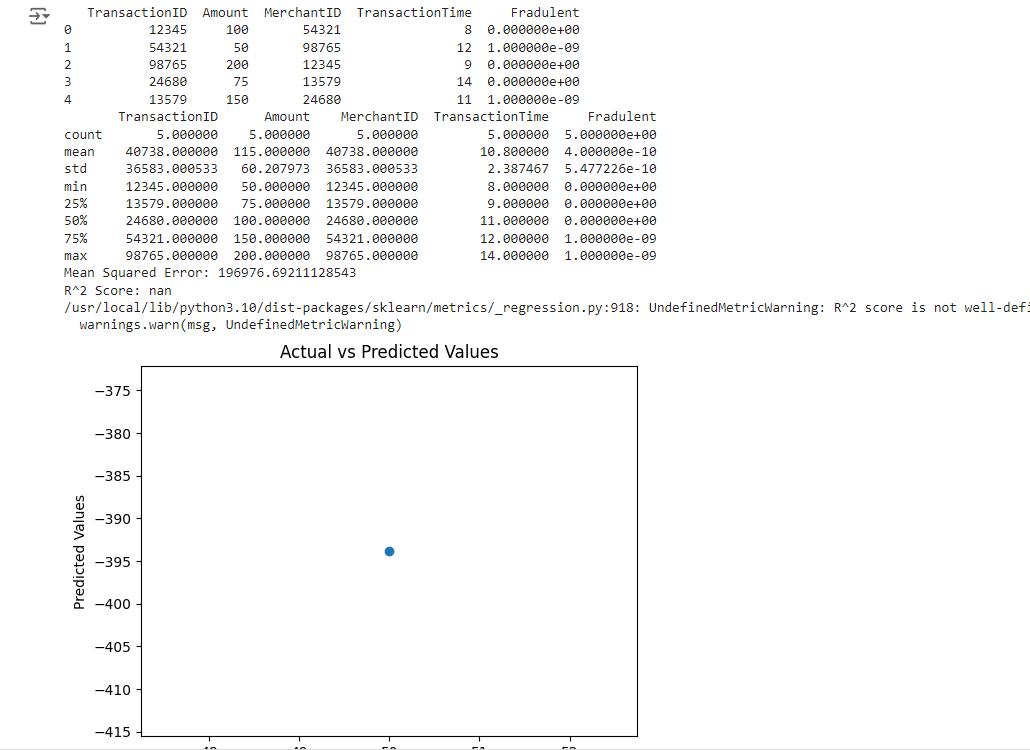 TransactionID Amount MerchantID TransactionTime Fradulent
0 12345 100 54321 8 0.000000e+00
1 54321 50 98765 12 1.000000e-09
2 98765 200 12345 9 0.000000e+00
3 24680 75 13579 14 0.000000e+00
4 13579 150 24680 11 1.000000e-09
TransactionID Amount MerchantID TransactionTime Fradulent
count 5.000000 5.000000 5.000000 5.000000 5.000000e+00
mean 40738.000000 115.000000 40738.000000 10.800000 4.000000e-10
std 36583.000533 60.207973 36583.000533 2.387467 5.477226e-10
min 12345.000000 50.000000 12345.000000 8.000000 0.000000e+00
25% 13579.000000 75.000000 13579.000000 9.000000 0.000000e+00
50% 24680.000000 100.000000 24680.000000 11.000000 0.000000e+00
75% 54321.000000 150.000000 54321.000000 12.000000 1.000000e-09
max 98765.000000 200.000000 98765.000000 14.000000 1.000000e-09
Mean Squared Error: 196976.69211128543
R^2 Score: nan
/usr/local/lib/python3.10/dist-packages/sklearn/metrics/_regression.py:918: UndefinedMetricWarning: R^2 score is not well-defi
warnings.warn(msg, UndefinedMetricWarning)
Actual vs Predicted Values
−375
−380
−385
−390
−395
−400
−405
−410
−415
Predicted Values